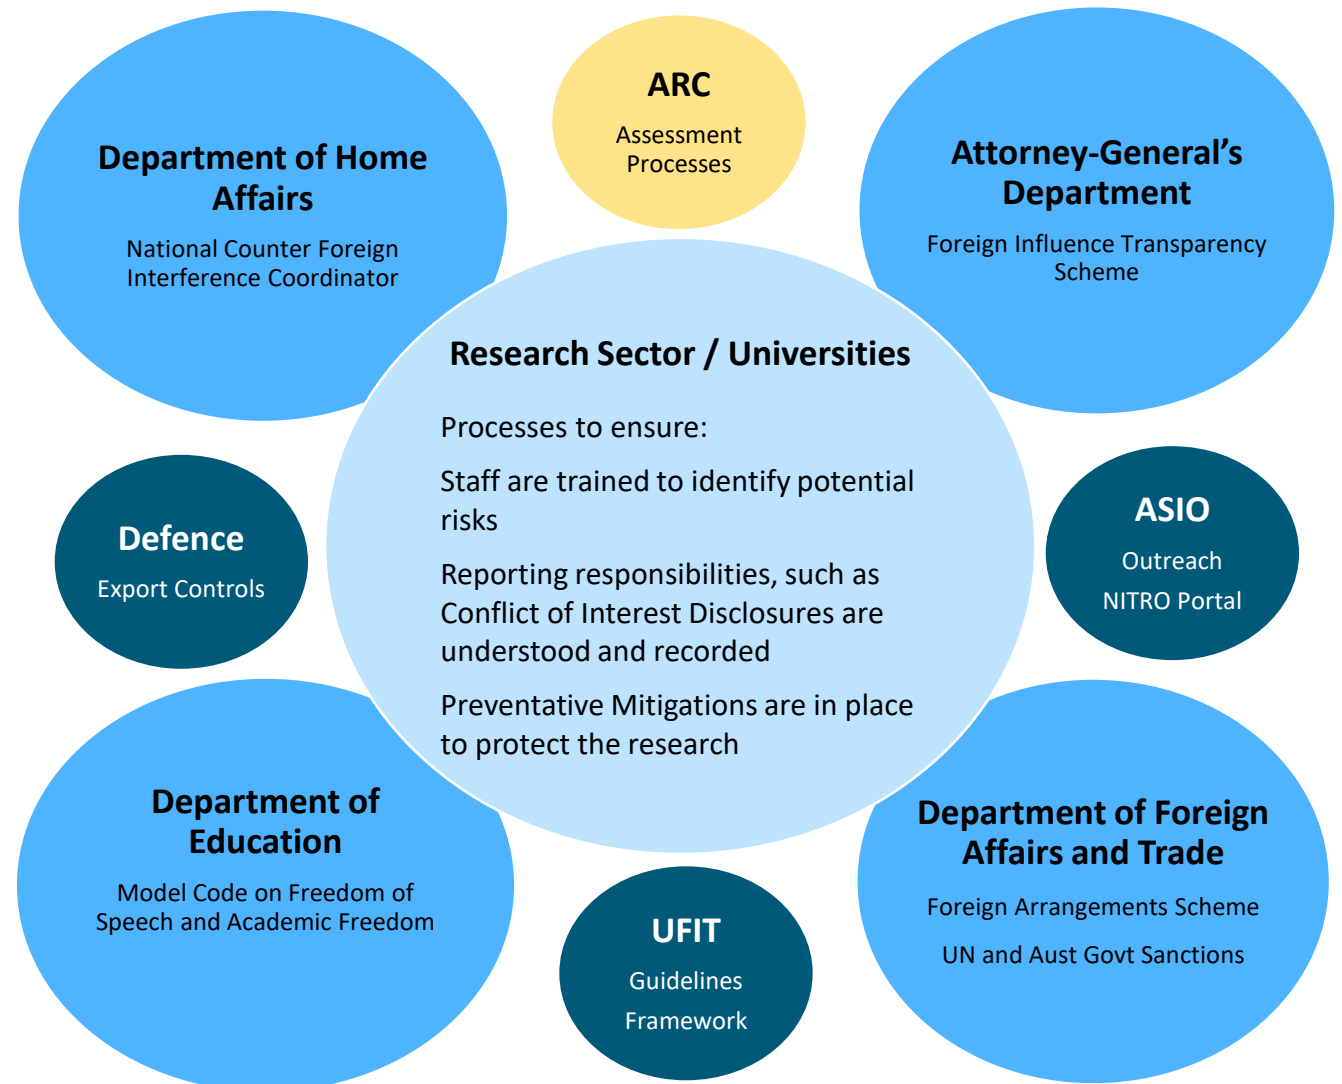 Department of Home
Affairs
National Counter Foreign
Interference Coordinator
ARC
Assessment
Processes
Attorney-General’s
Department
Foreign Influence Transparency
Scheme
Research Sector / Universities
Processes to ensure:
Staff are trained to identify potential
risks
Reporting responsibilities, such as
Conflict of Interest Disclosures are
understood and recorded
Preventative Mitigations are in place
to protect the research
Defence
Export Controls
ASIO
Outreach
NITRO Portal
Department of
Education
Model Code on Freedom of
Speech and Academic Freedom
UFIT
Guidelines
Framework
Department of Foreign
Affairs and Trade
Foreign Arrangements Scheme
UN and Aust Govt Sanctions